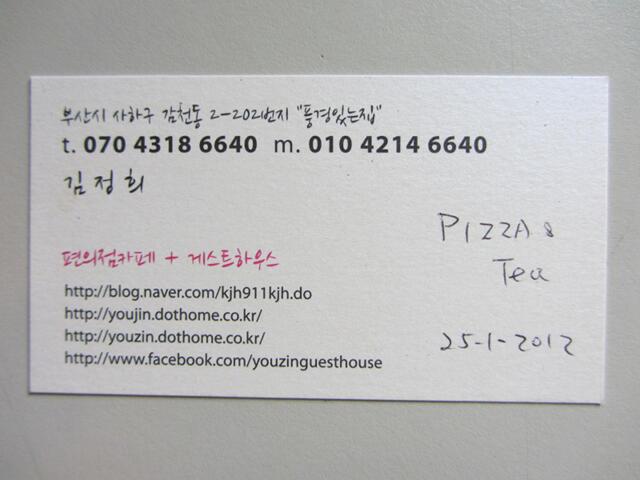 부산시 사하구 감천동 2-202번지 "풍경있는집"
t. 070 4318 6640 m. 010 4214 6640
김정희
편의점카페 + 게스트하우스
http://blog.naver.com/kjh911kjh.do
http://youjin.dothome.co.kr/
http://youzin.dothome.co.kr/
http://www.facebook.com/youzinguesthouse
PIZZA &
Tea
25-1-2012